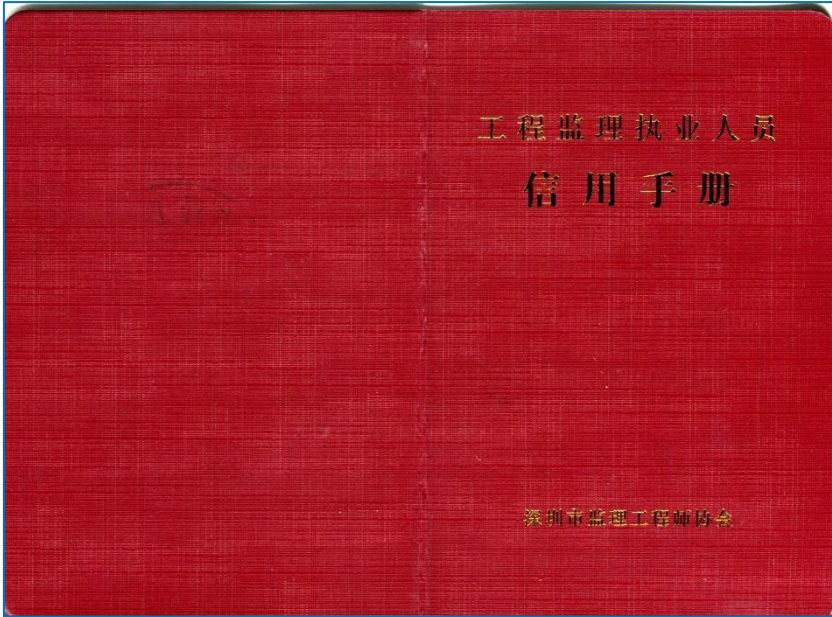 工程监理执业人员
信用手册
深圳市监理工程师协会